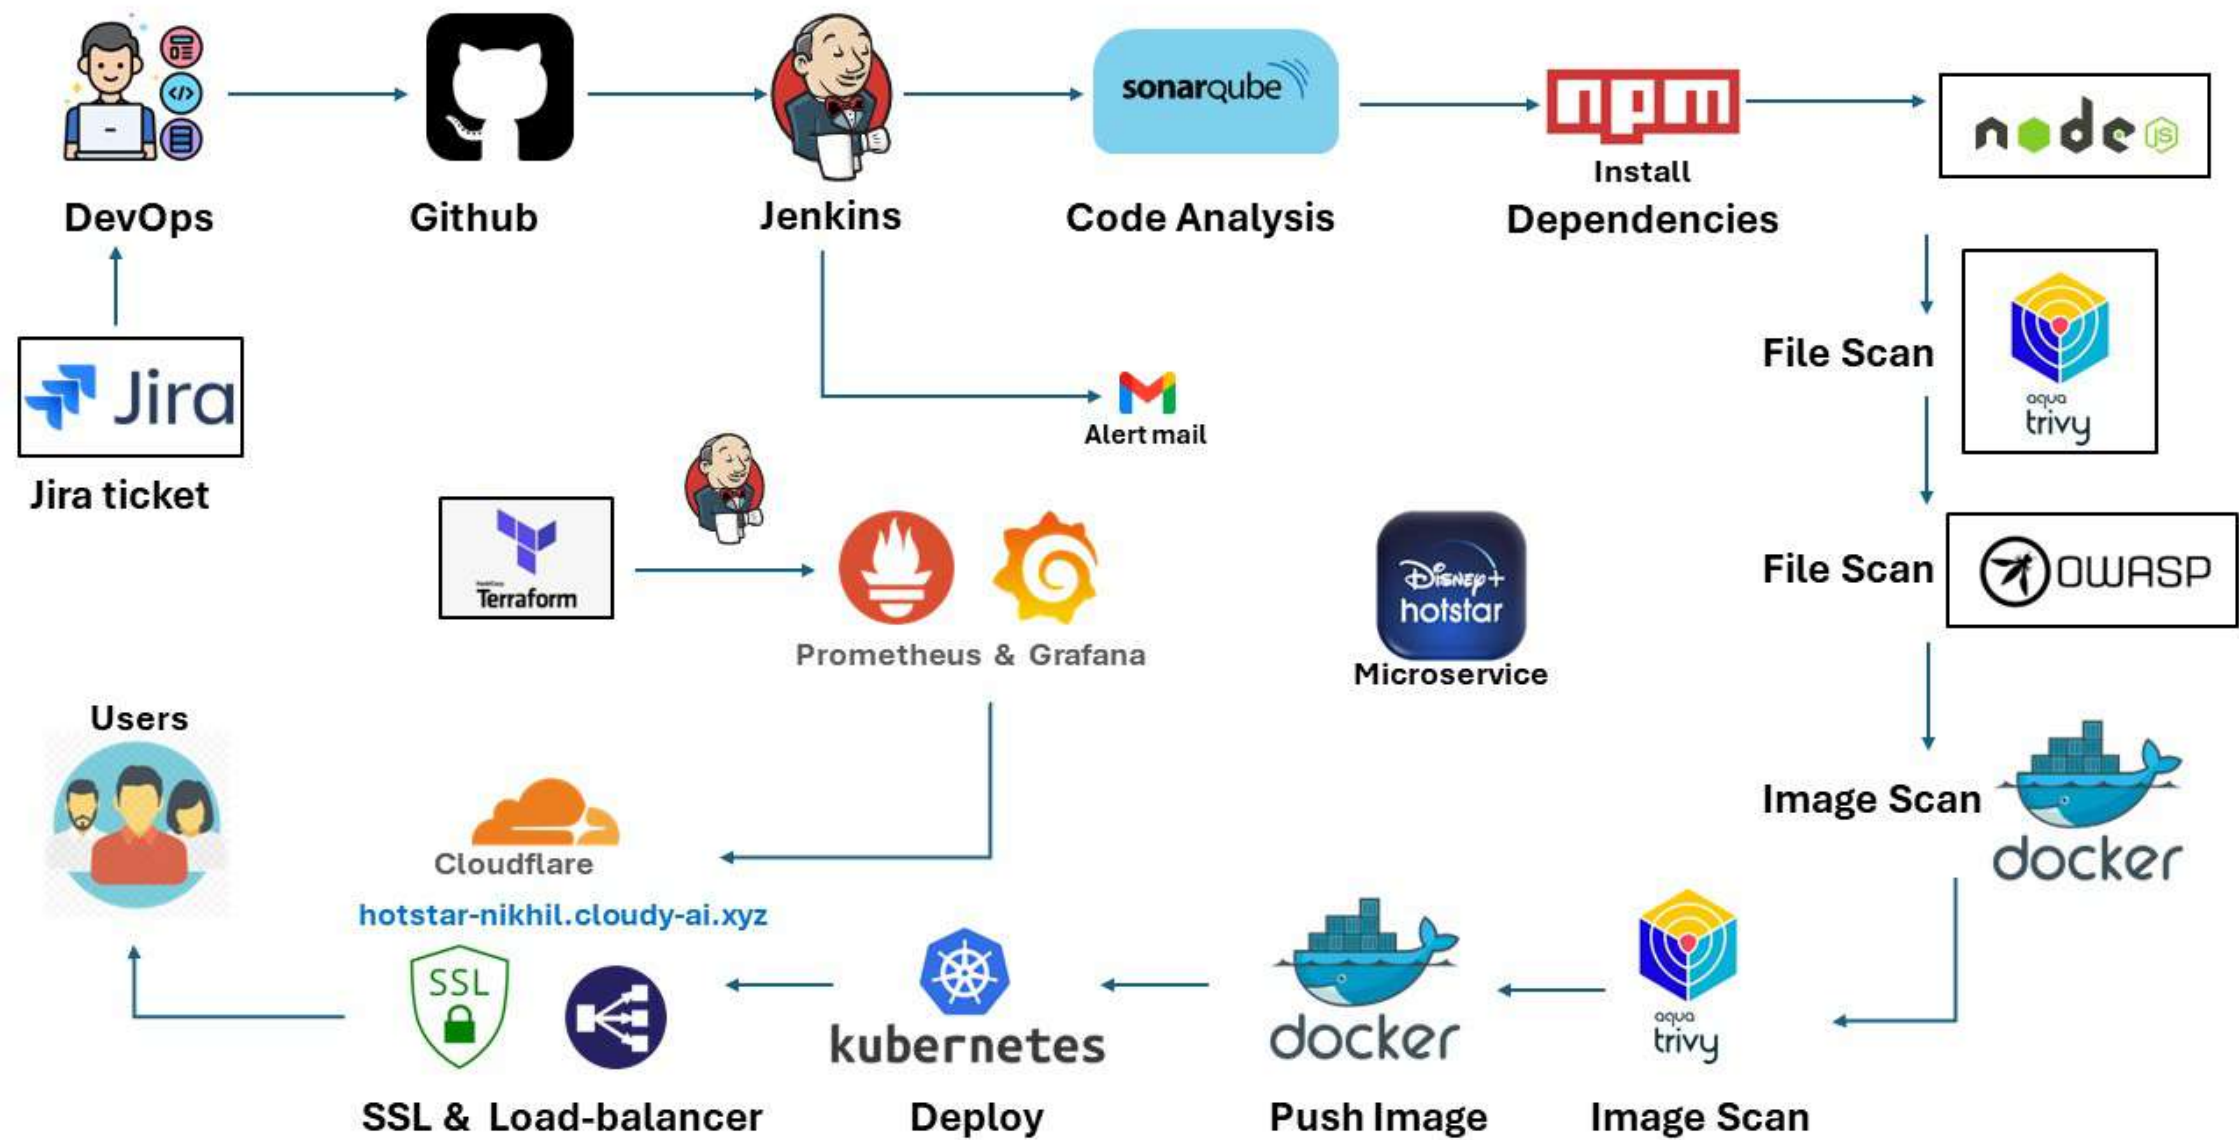 sonarqube
npm
node
JS
Install
DevOps
Github
Jenkins
Code Analysis
Dependencies
File Scan
aqua
trivy
Jira
Alert mail
Jira ticket
HashiCorp
Terraform
Disney+
hotstar
File Scan
OWASP
Prometheus & Grafana
Microservice
Users
Image Scan
docker
Cloudflare
hotstar-nikhil.cloudy-ai.xyz
SSL
kubernetes
docker
aqua
trivy
SSL & Load-balancer
Deploy
Push Image
Image Scan